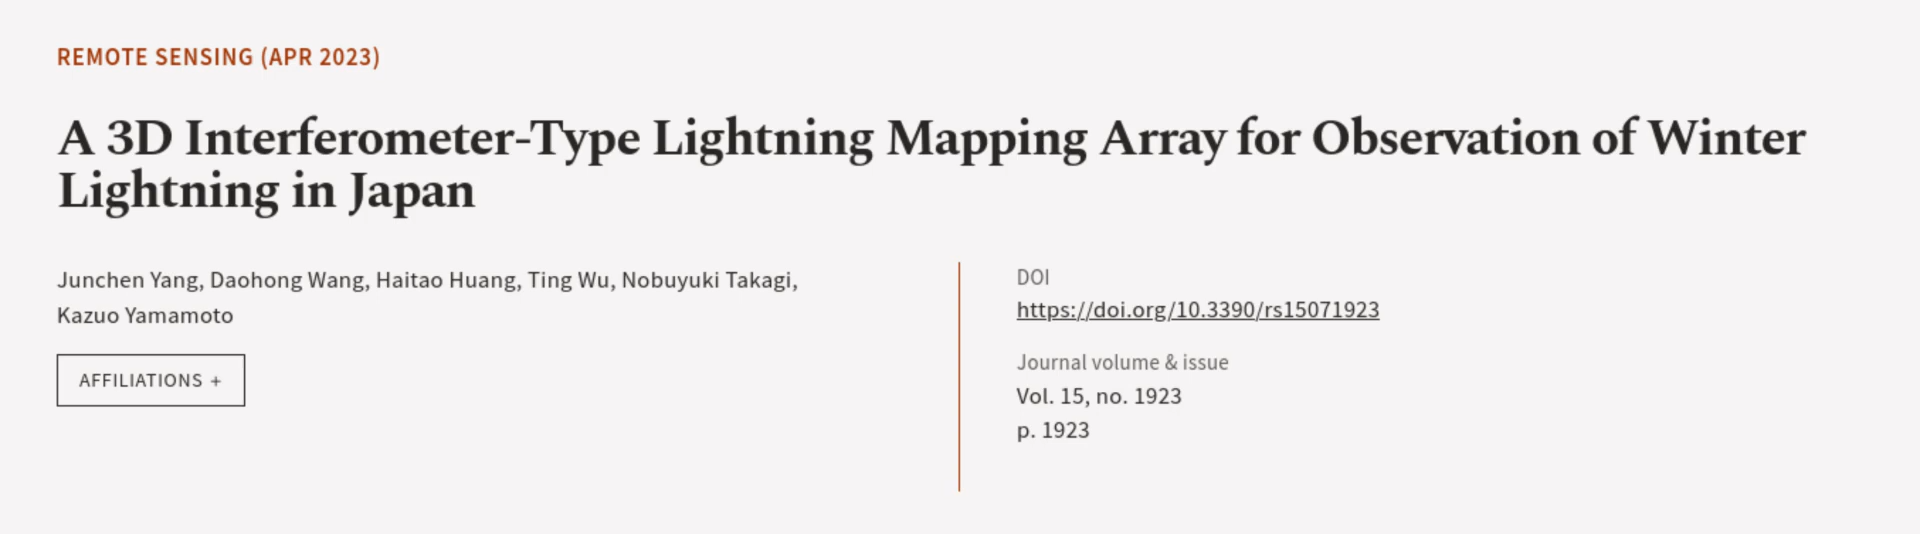 REMOTE SENSING (APR 2023)
A 3D Interferometer-Type Lightning Mapping Array for Observation of Winter
Lightning in Japan
Junchen Yang, Daohong Wang, Haitao Huang, Ting Wu, Nobuyuki Takagi,
Kazuo Yamamoto
AFFILIATIONS +
DOI
https://doi.org/10.3390/rs15071923
Journal volume & issue
Vol. 15, no. 1923
p. 1923